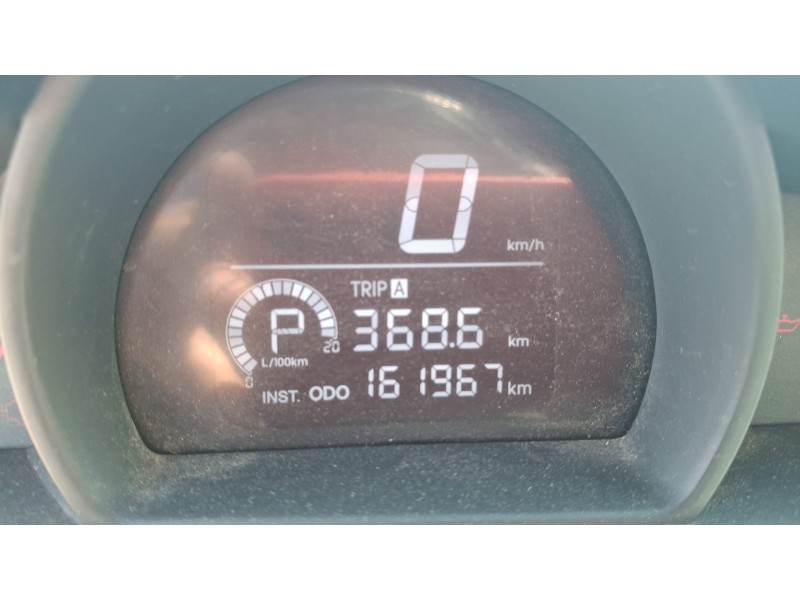 0
km/h
TRIP A
P 368.6 km
20
L/100km
0
INST. ODO 161967 km